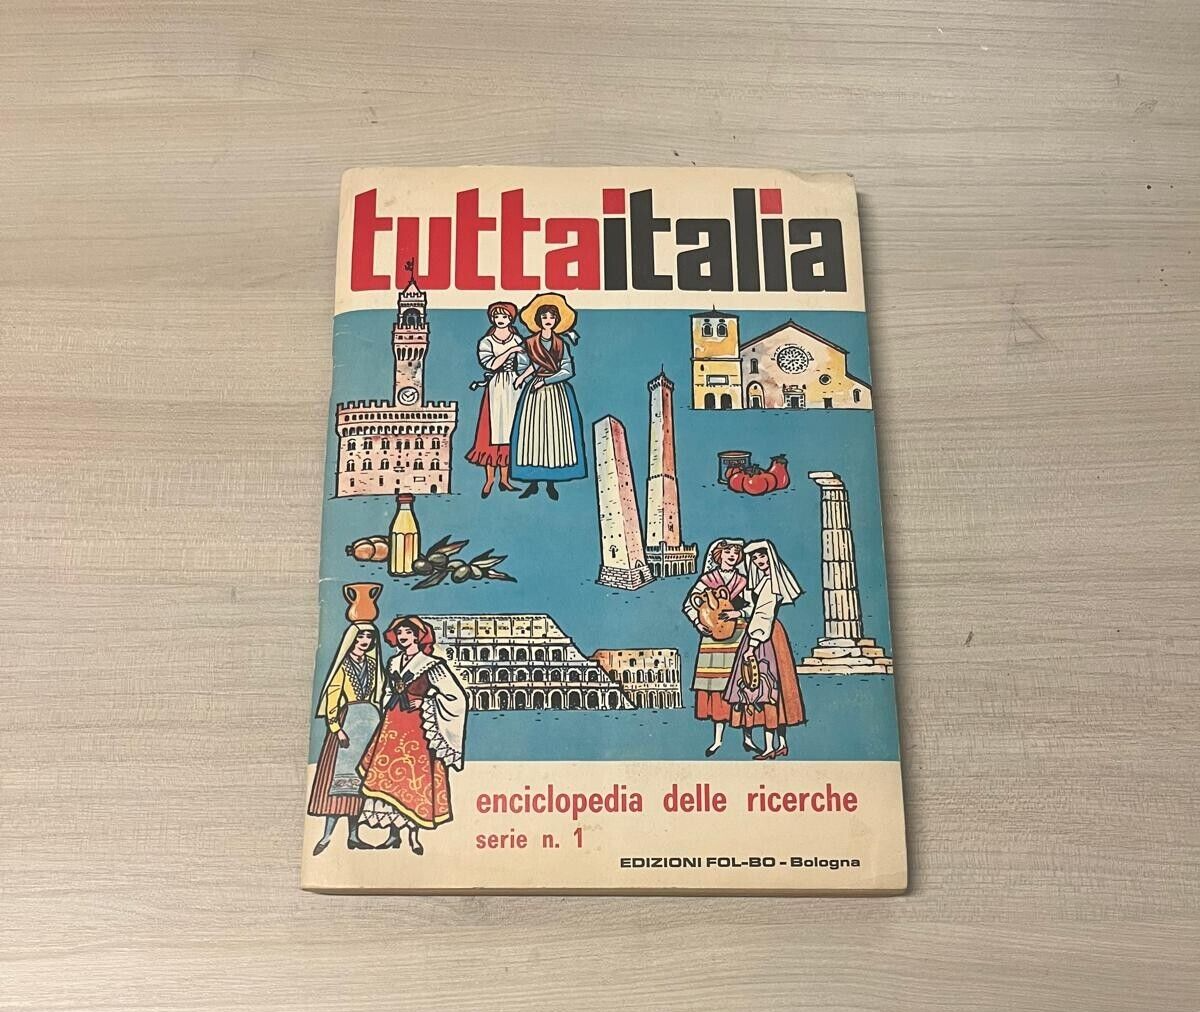 tuttaitalia
enciclopedia delle ricerche
serie n. 1
EDIZIONI FOL-BO - Bologna